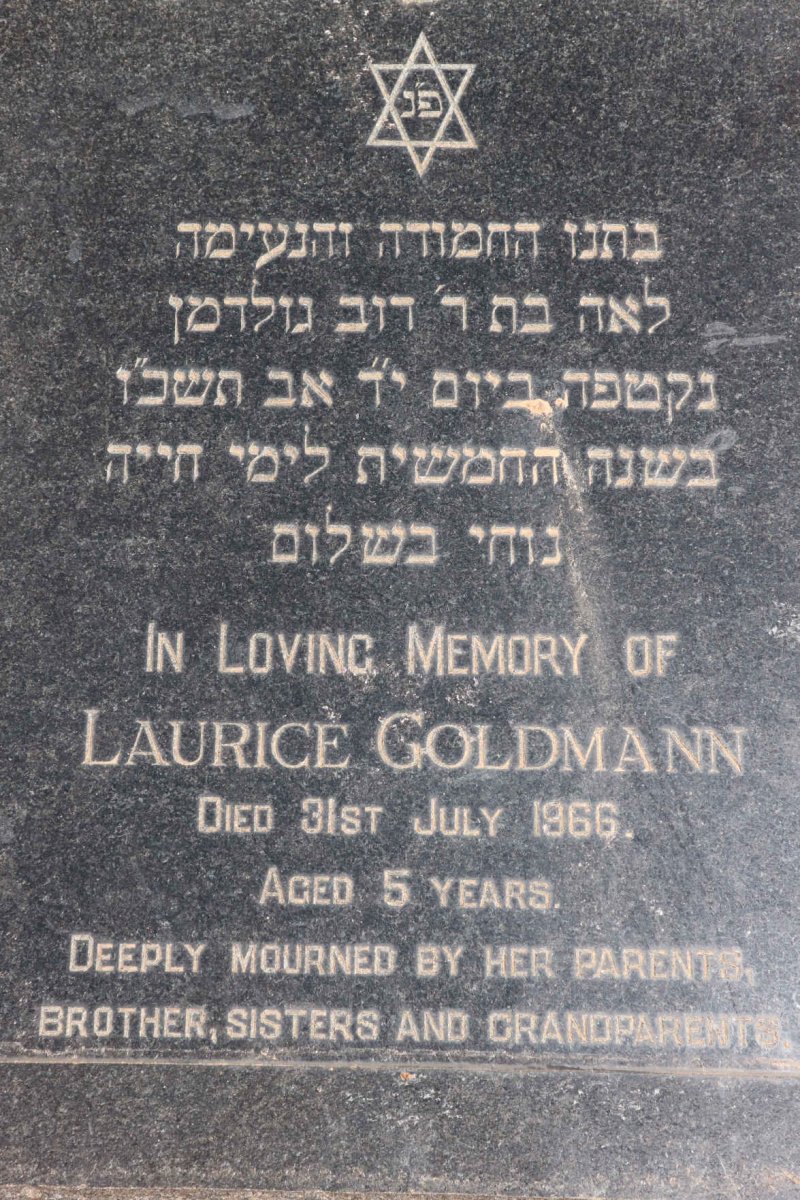 פנ
בתנו החמודה והנעימה
לאה בת ר׳ דוב גולדמן
נקטפה ביום י״ד אב תשכ״ו
בשנה החמשית לימי חייה
נוחי בשלום
IN LOVING MEMORY OF
LAURICE GOLDMANN
DIED 31ST JULY 1966.
AGED 5 YEARS.
DEEPLY MOURNED BY HER PARENTS,
BROTHER, SISTERS AND GRANDPARENTS.